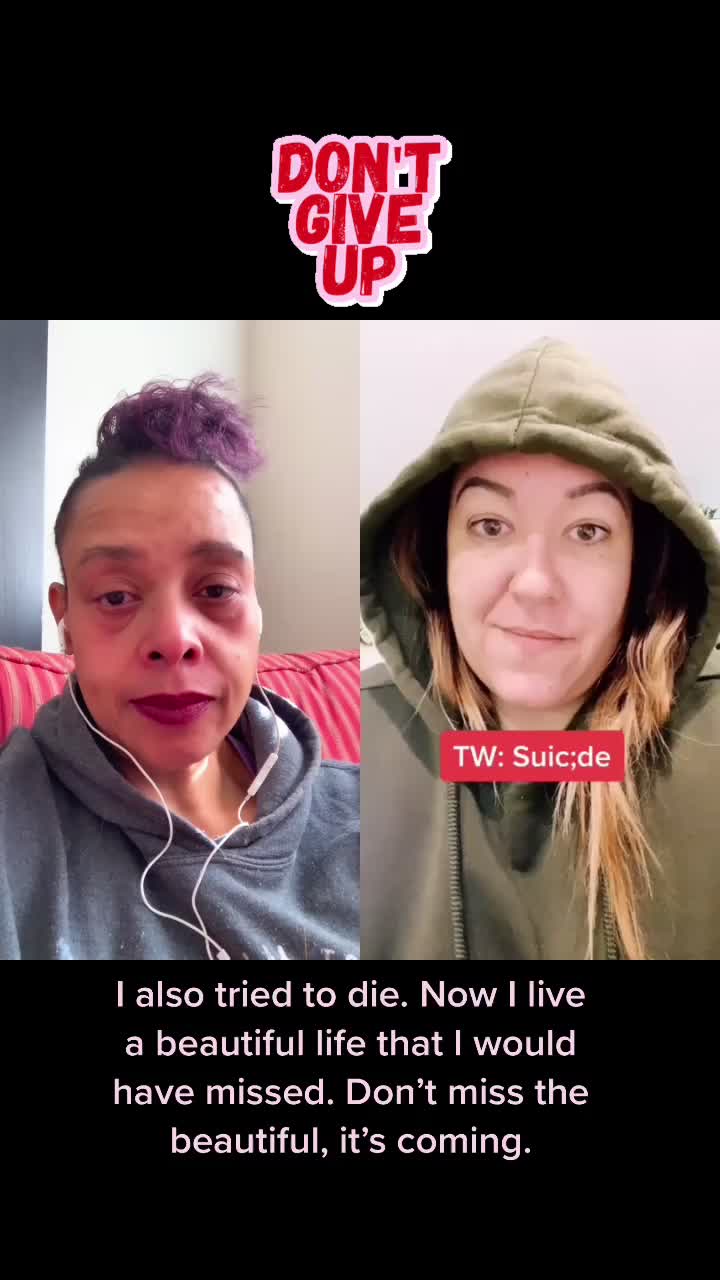 DON'T
GIVE
UP
TW: Suic;de
I also tried to die. Now I live
a beautiful life that I would
have missed. Don’t miss the
beautiful, it’s coming.